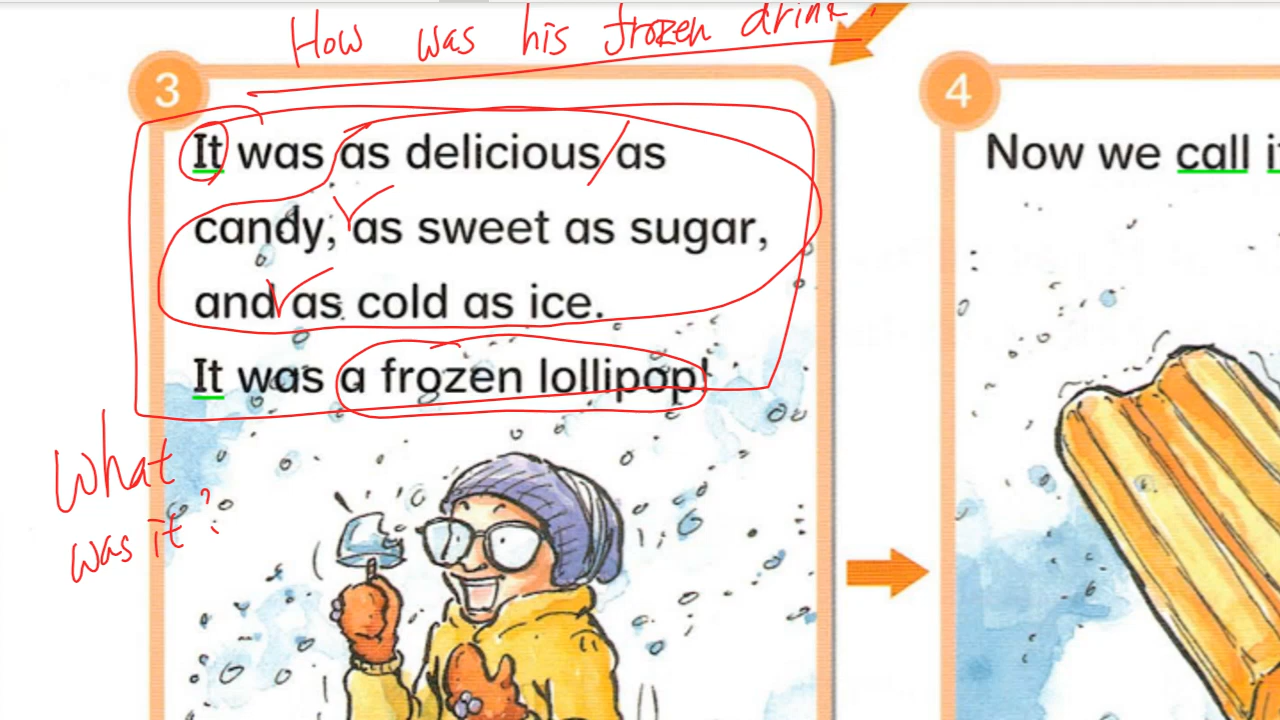 How was his frozen drink?
3
It was as delicious as
candy, as sweet as sugar,
and as cold as ice.
It was a frozen lollipop!
What
was it?
4
Now we call